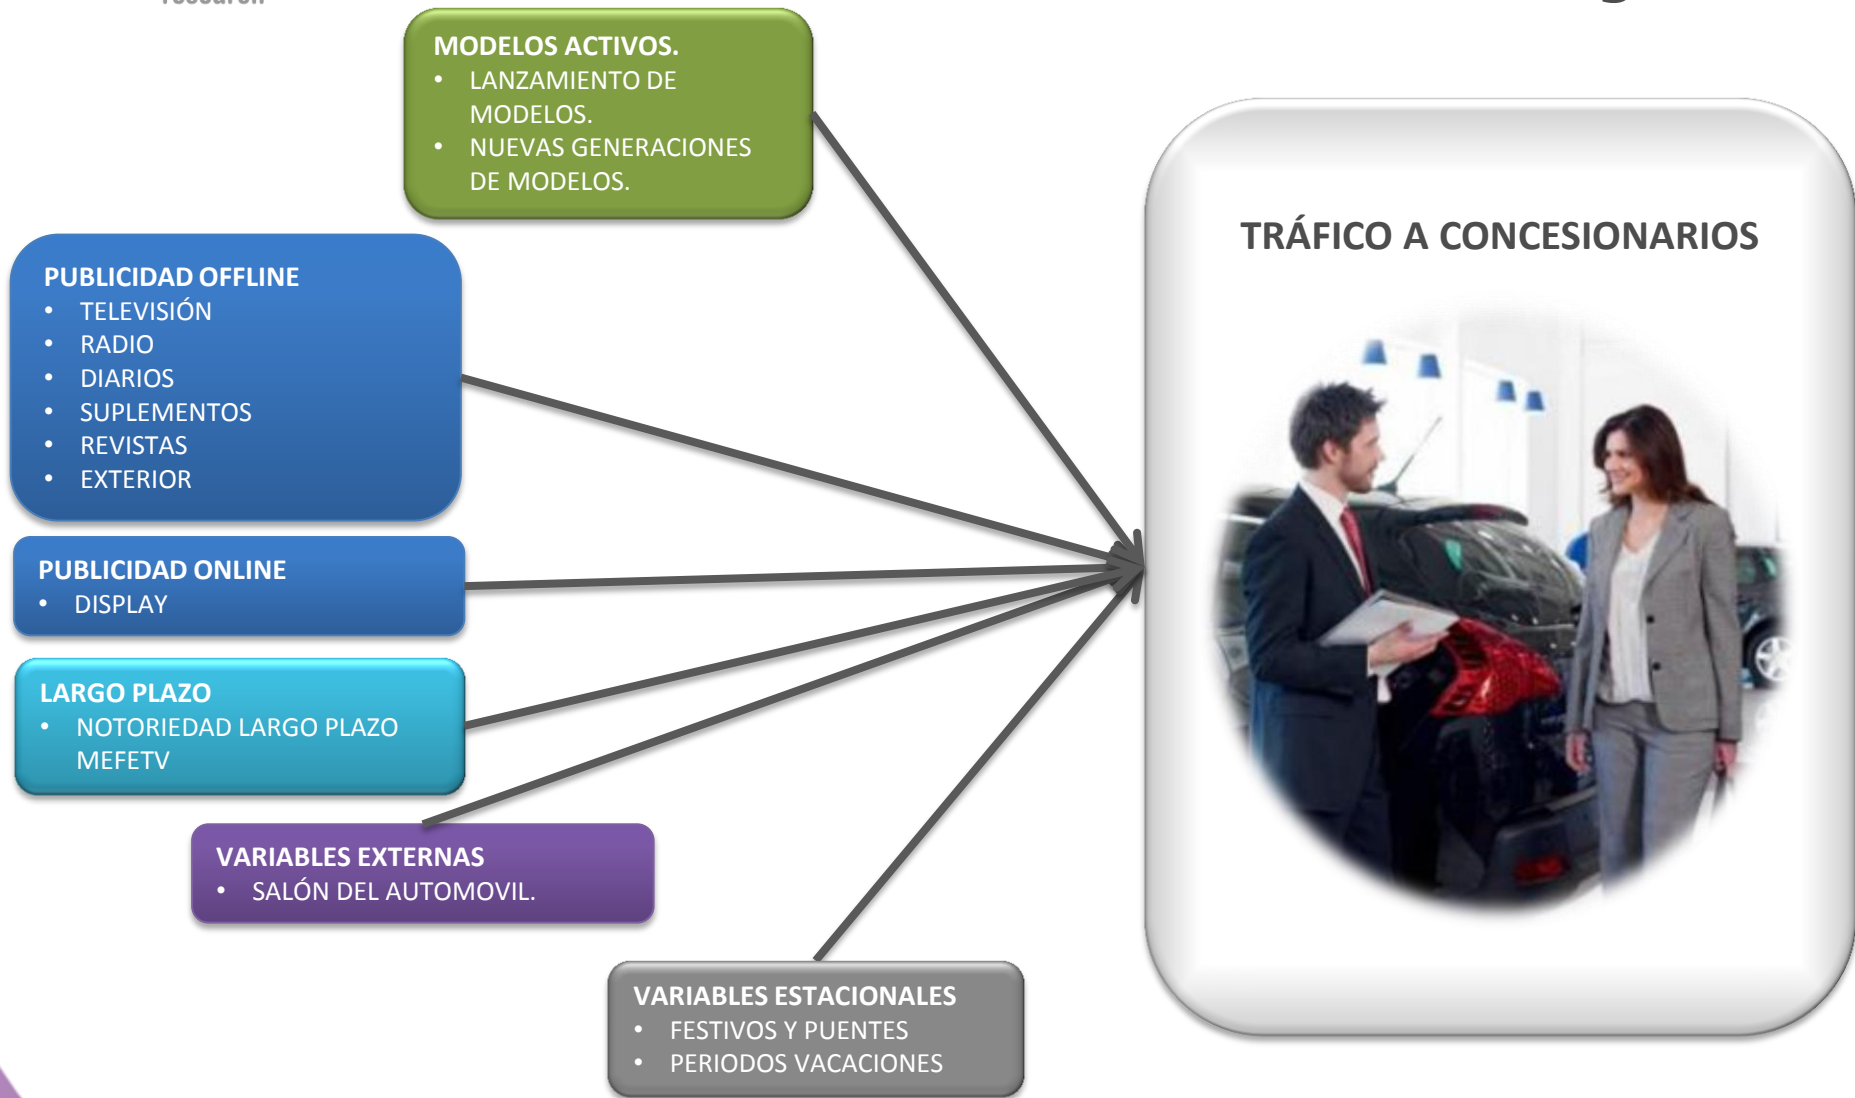 MODELOS ACTIVOS.
• LANZAMIENTO DE
MODELOS.
• NUEVAS GENERACIONES
DE MODELOS.
PUBLICIDAD OFFLINE
• TELEVISIÓN
• RADIO
• DIARIOS
• SUPLEMENTOS
• REVISTAS
• EXTERIOR
PUBLICIDAD ONLINE
• DISPLAY
LARGO PLAZO
• NOTORIEDAD LARGO PLAZO
MEFETV
VARIABLES EXTERNAS
• SALÓN DEL AUTOMOVIL.
VARIABLES ESTACIONALES
• FESTIVOS Y PUENTES
• PERIODOS VACACIONES
TRÁFICO A CONCESIONARIOS